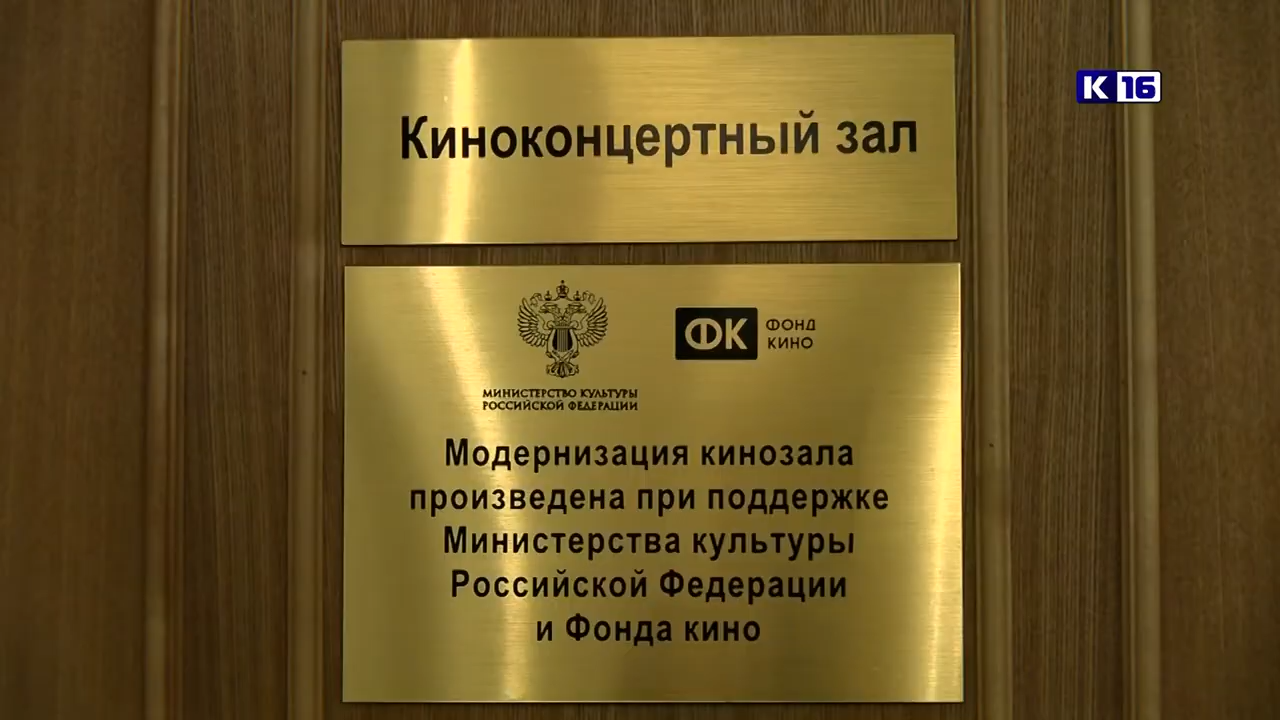 К 16
Киноконцертный зал
ФК ФОНД
КИНО
МИНИСТЕРСТВО КУЛЬТУРЫ
РОССИЙСКОЙ ФЕДЕРАЦИИ
Модернизация кинозала
произведена при поддержке
Министерства культуры
Российской Федерации
и Фонда кино